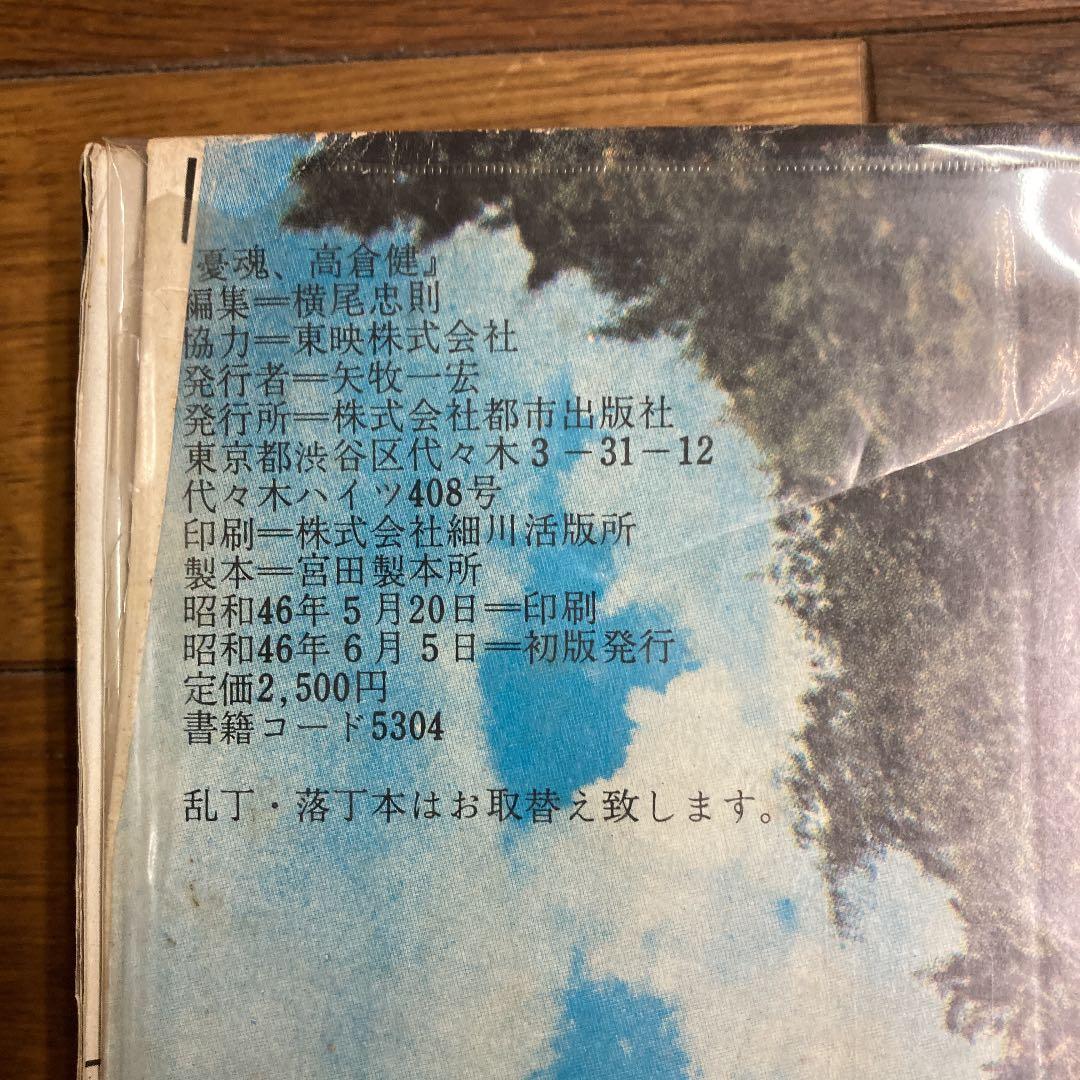 憂魂、高倉健』
編集=横尾忠則
協力=東映株式会社
発行者=矢牧一宏
発行所=株式会社都市出版社
東京都渋谷区代々木3-31-12
代々木ハイツ408号
印刷=株式会社細川活版所
製本=宮田製本所
昭和46年5月20日=印刷
昭和46年6月5日=初版発行
定価2,500円
書籍コード5304
乱丁・落丁本はお取替え致します。